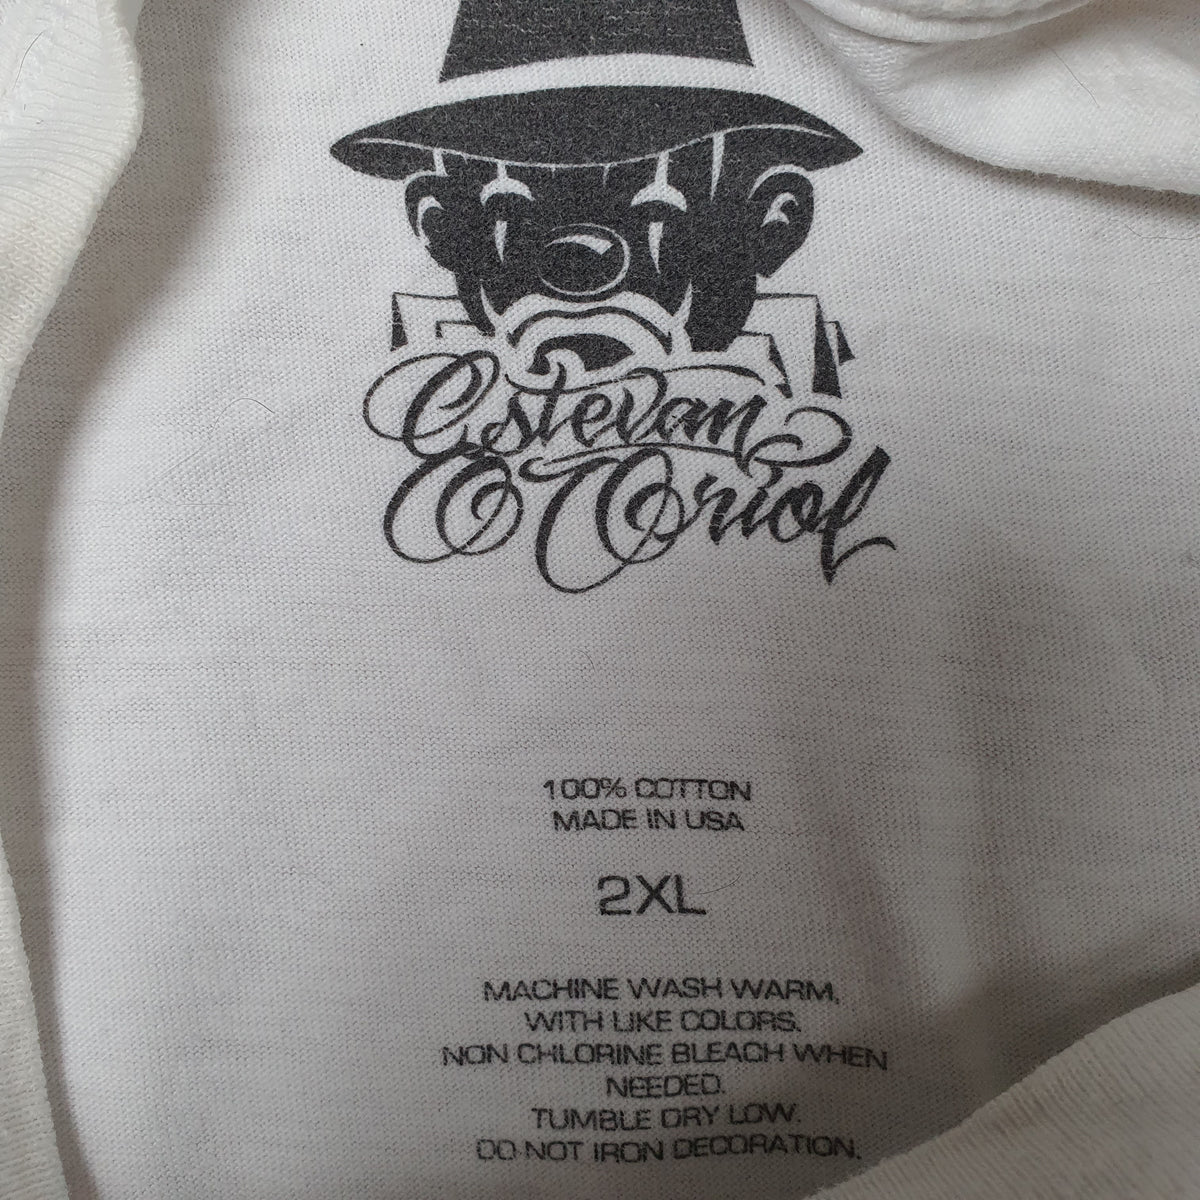 Estevan
Oriol
100% COTTON
MADE IN USA
2XL
MACHINE WASH WARM,
WITH LIKE COLORS.
NON CHLORINE BLEACH WHEN
NEEDED.
TUMBLE DRY LOW.
DO NOT IRON DECORATION.